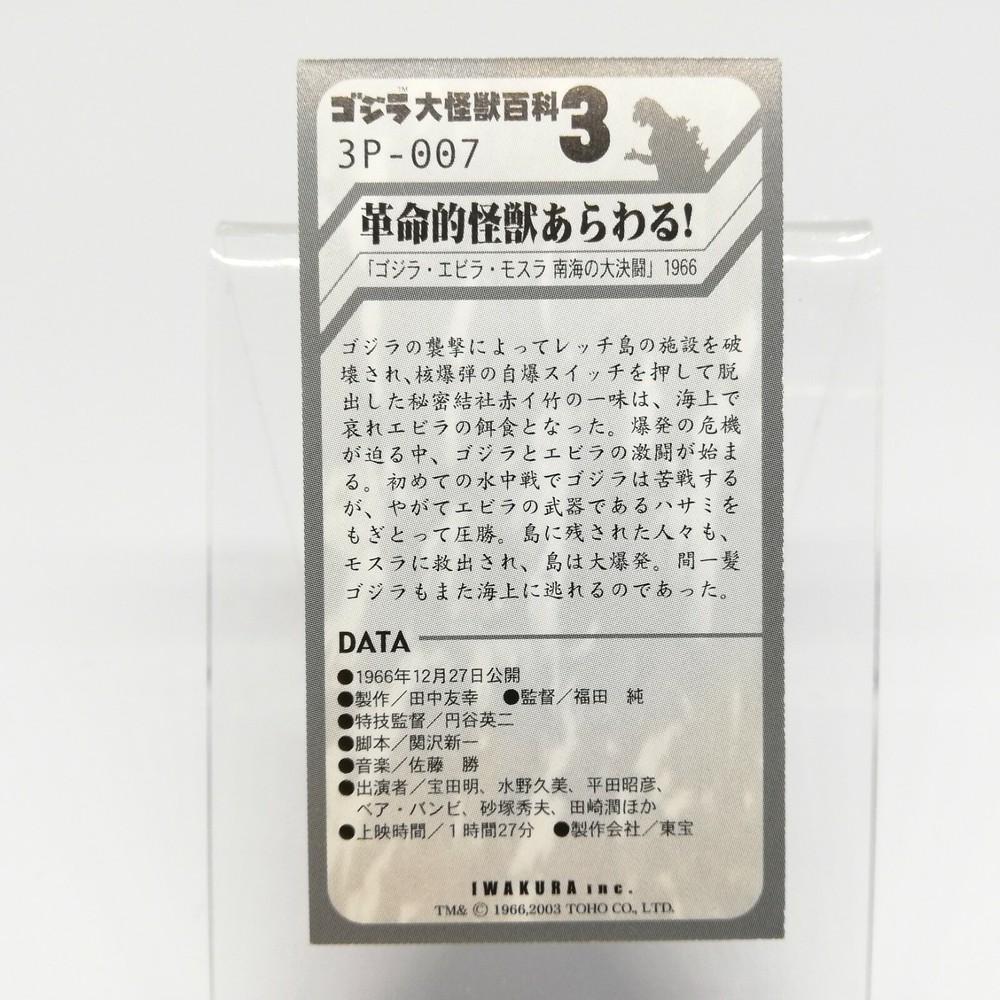 ゴジラ™大怪獣百科3
3P-007
革命的怪獣あらわる!
「ゴジラ・エビラ・モスラ 南海の大決闘」1966
ゴジラの襲撃によってレッチ島の施設を破
壊され、核爆弾の自爆スイッチを押して脱
出した秘密結社赤イ竹の一味は、海上で
哀れエビラの餌食となった。爆発の危機
が迫る中、ゴジラとエビラの激闘が始ま
る。初めての水中戦でゴジラは苦戦する
が、やがてエビラの武器であるハサミを
もぎとって圧勝。島に残された人々も、
モスラに救出され、島は大爆発。間一髪
ゴジラもまた海上に逃れるのであった。
DATA
●1966年12月27日公開
●製作/田中友幸 ●監督/福田 純
●特技監督/円谷英二
●脚本/関沢新一
●音楽/佐藤 勝
●出演者/宝田明、水野久美、平田昭彦、
ペア・バンビ、砂塚秀夫、田崎潤ほか
●上映時間/1時間27分 ●製作会社/東宝
IWAKURA inc.
TM& © 1966,2003 TOHO CO., LTD.